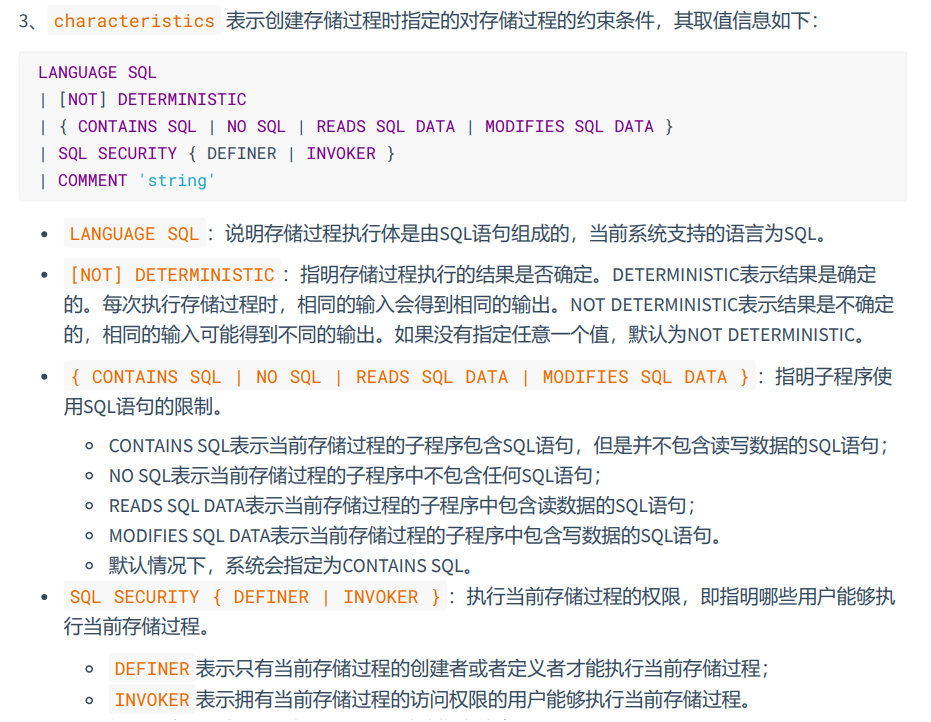 3、characteristics 表示创建存储过程时指定的对存储过程的约束条件，其取值信息如下：
LANGUAGE SQL
| [NOT] DETERMINISTIC
| { CONTAINS SQL | NO SQL | READS SQL DATA | MODIFIES SQL DATA }
| SQL SECURITY { DEFINER | INVOKER }
| COMMENT 'string'
• LANGUAGE SQL：说明存储过程执行体是由SQL语句组成的，当前系统支持的语言为SQL。
• [NOT] DETERMINISTIC：指明存储过程执行的结果是否确定。DETERMINISTIC表示结果是确定
的。每次执行存储过程时，相同的输入会得到相同的输出。NOT DETERMINISTIC表示结果是不确定
的，相同的输入可能得到不同的输出。如果没有指定任意一个值，默认为NOT DETERMINISTIC。
• { CONTAINS SQL | NO SQL | READS SQL DATA | MODIFIES SQL DATA }：指明子程序使
用SQL语句的限制。
◦ CONTAINS SQL表示当前存储过程的子程序包含SQL语句，但是并不包含读写数据的SQL语句；
◦ NO SQL表示当前存储过程的子程序中不包含任何SQL语句；
◦ READS SQL DATA表示当前存储过程的子程序中包含读数据的SQL语句；
◦ MODIFIES SQL DATA表示当前存储过程的子程序中包含写数据的SQL语句。
◦ 默认情况下，系统会指定为CONTAINS SQL。
• SQL SECURITY { DEFINER | INVOKER }：执行当前存储过程的权限，即指明哪些用户能够执
行当前存储过程。
◦ DEFINER 表示只有当前存储过程的创建者或者定义者才能执行当前存储过程；
◦ INVOKER 表示拥有当前存储过程的访问权限的用户能够执行当前存储过程。